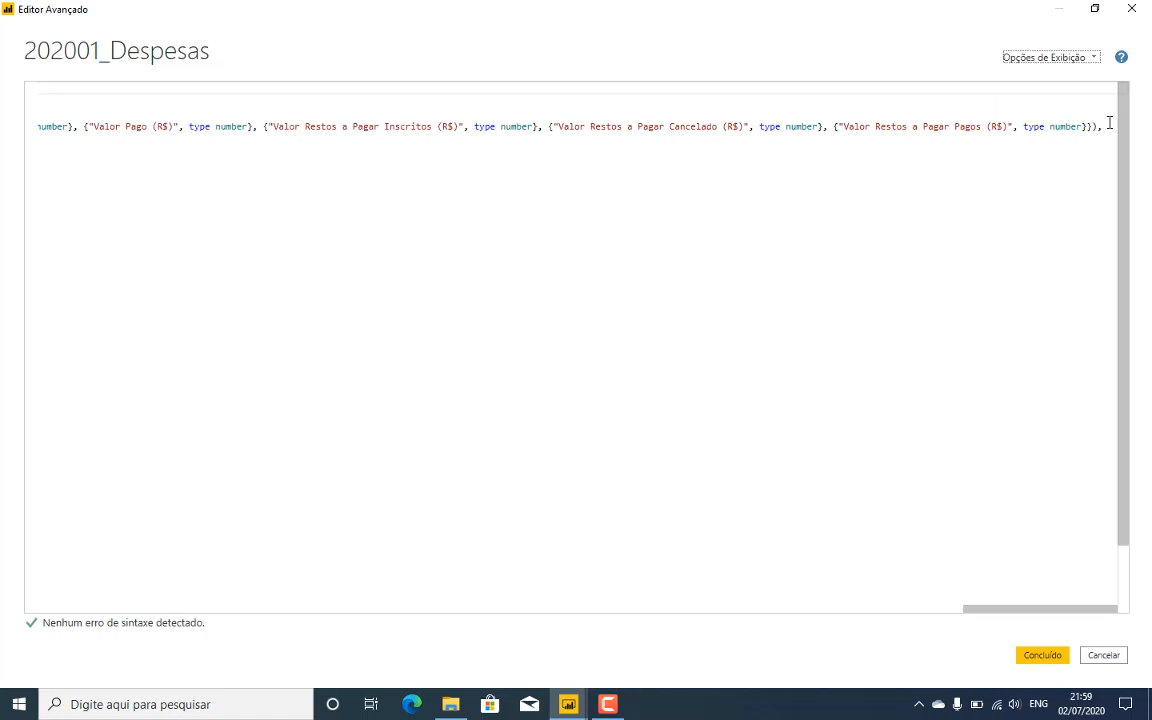 Editor Avançado
202001_Despesas
Opções de Exibição
?
number}, {"Valor Pago (R$)", type number}, {"Valor Restos a Pagar Inscritos (R$)", type number}, {"Valor Restos a Pagar Cancelado (R$)", type number}, {"Valor Restos a Pagar Pagos (R$)", type number}}),
Nenhum erro de sintaxe detectado.
Concluído Cancelar
Digite aqui para pesquisar
ENG
21:59
02/07/2020